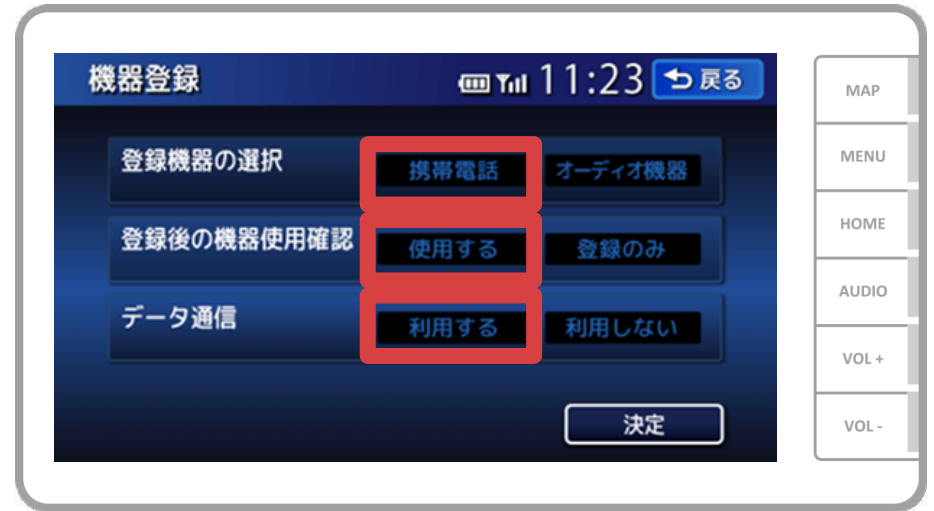 機器登録 11:23 戻る
登録機器の選択 携帯電話 オーディオ機器
登録後の機器使用確認 使用する 登録のみ
データ通信 利用する 利用しない
決定
MAP
MENU
HOME
AUDIO
VOL +
VOL -